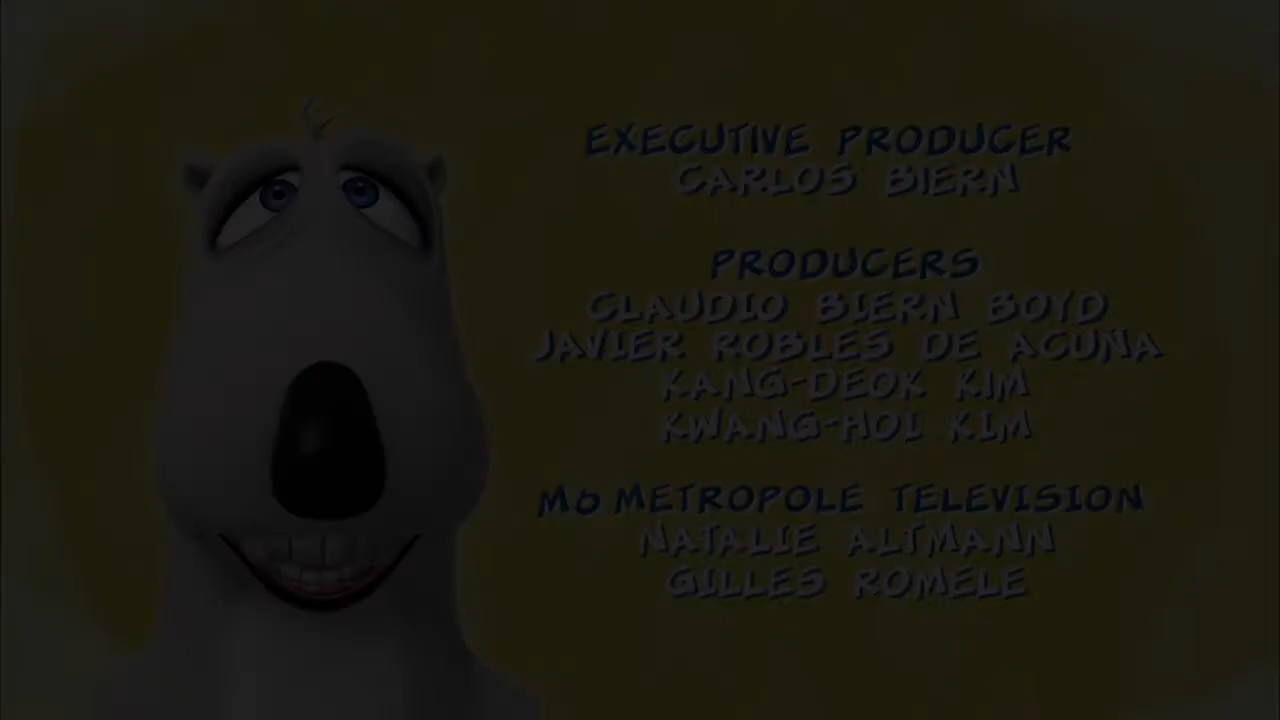 EXECUTIVE PRODUCER
CARLOS BIERN
PRODUCERS
CLAUDIO BIERN BOYD
JAVIER ROBLES DE ACUÑA
KANG-DEOK KIM
KWANG-HOI KIM
M6 METROPOLE TELEVISION
NATALIE ALTMANN
GILLES ROMELE